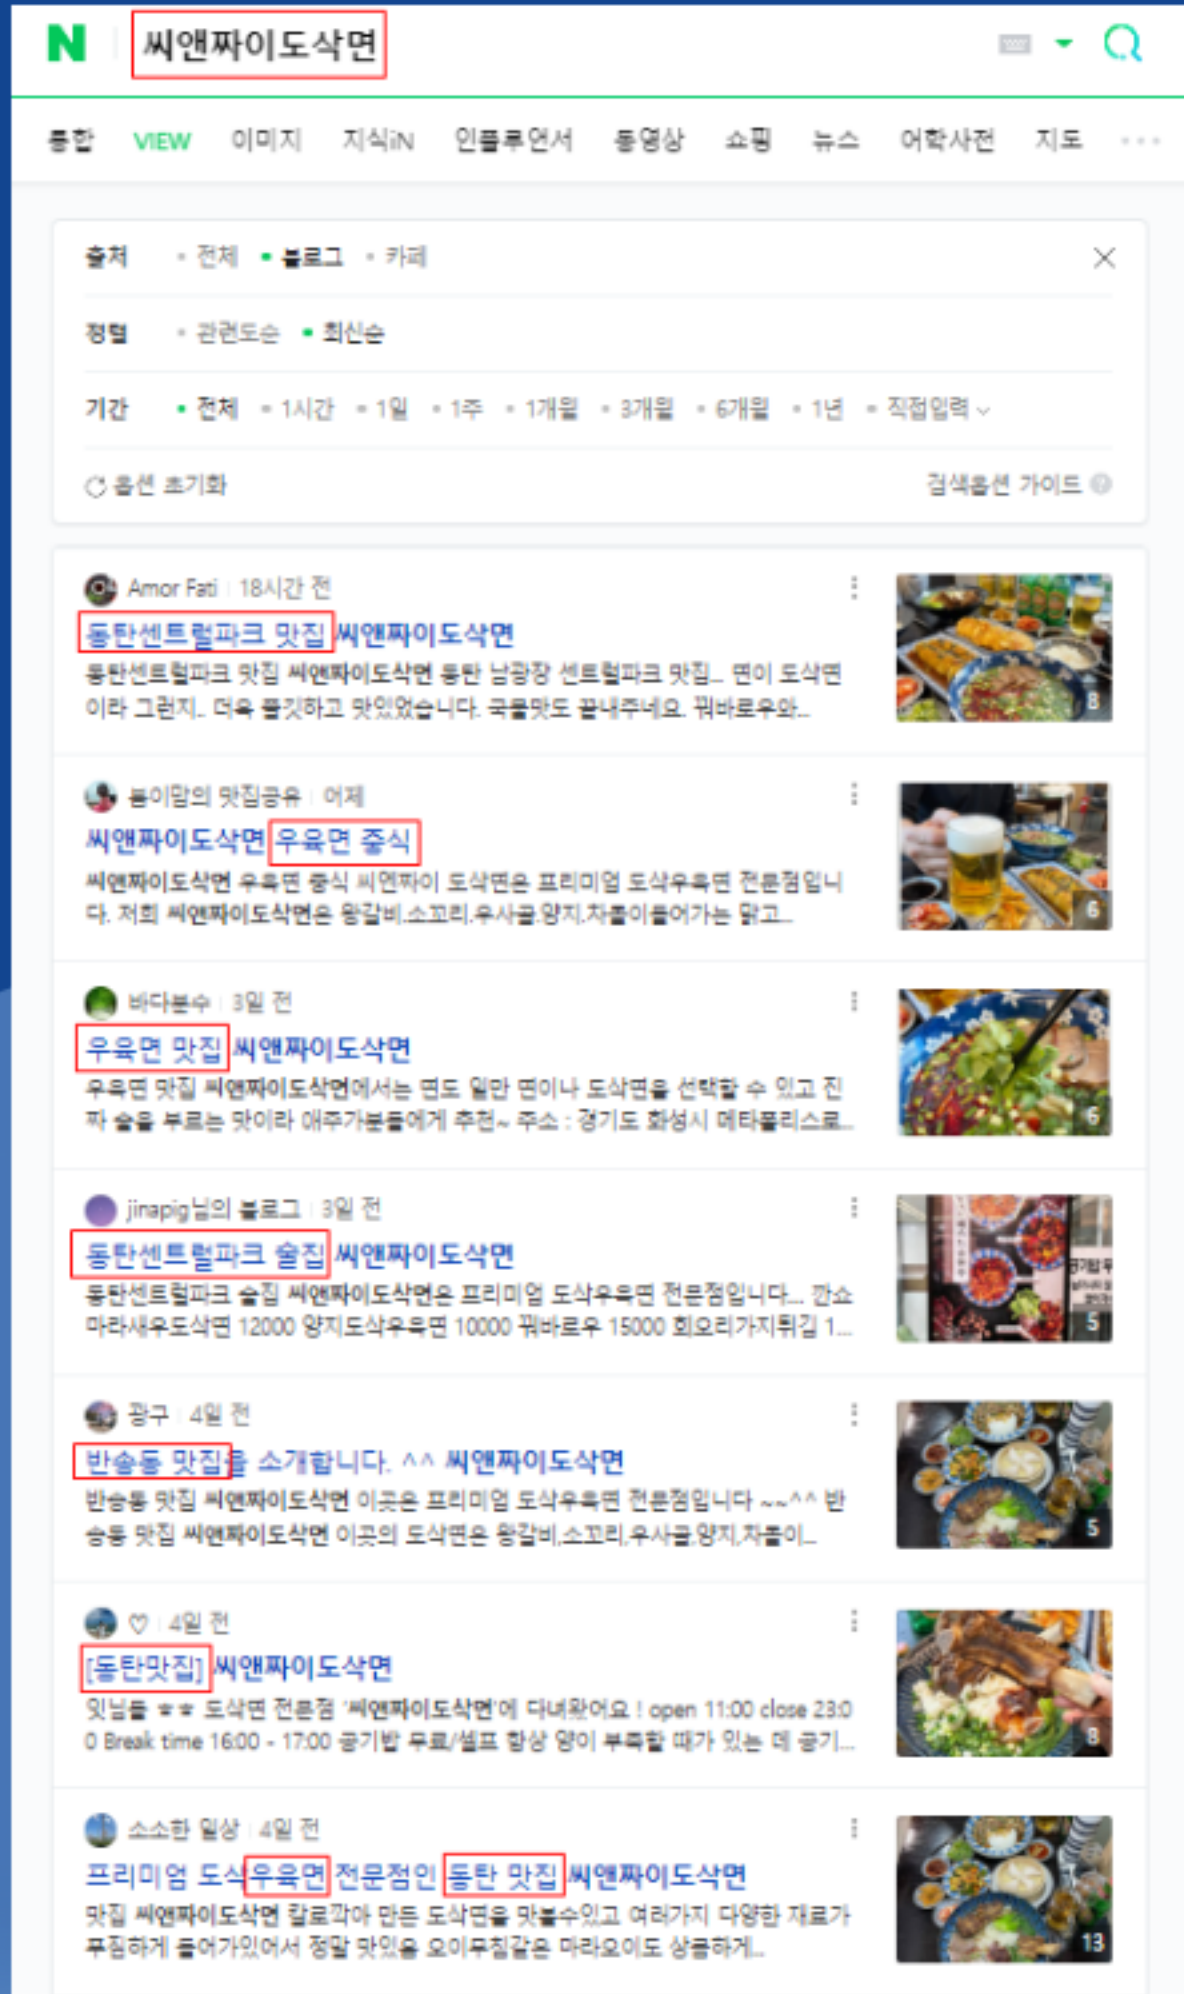 N 씨앤짜이도삭면
통합 VIEW 이미지 지식iN 인플루언서 동영상 쇼핑 뉴스 어학사전 지도
출처 전체 블로그 카페
정렬 관련도순 최신순
기간 전체 1시간 1일 1주 1개월 3개월 6개월 1년 직접입력
옵션 초기화 검색옵션 가이드 ?
Amor Fati 18시간 전
동탄센트럴파크 맛집 씨앤짜이도삭면
동탄센트럴파크 맛집 씨앤짜이도삭면 동탄 남광장 센트럴파크 맛집... 면이 도삭면
이라 그런지.. 더욱 쫄깃하고 맛있었습니다. 국물맛도 끝내주네요. 꿔바로우와...
8
봄이맘의 맛집공유 어제
씨앤짜이도삭면 우육면 중식
씨앤짜이도삭면 우육면 중식 씨엔짜이 도삭면은 프리미엄 도삭우육면 전문점입니
다. 저희 씨앤짜이도삭면은 왕갈비.소꼬리.우사골.양지.차돌이들어가는 맑고...
6
바다분수 3일 전
우육면 맛집 씨앤짜이도삭면
우육면 맛집 씨앤짜이도삭면에서는 면도 일반 면이나 도삭면을 선택할 수 있고 진
짜 술을 부르는 맛이라 애주가분들에게 추천~ 주소 : 경기도 화성시 메타폴리스로...
6
jinapig님의 블로그 3일 전
동탄센트럴파크 술집 씨앤짜이도삭면
동탄센트럴파크 술집 씨앤짜이도삭면은 프리미엄 도삭우육면 전문점입니다.... 깐쇼
마라새우도삭면 12000 양지도삭우육면 10000 꿔바로우 15000 회오리가지튀김 1...
5
광구 4일 전
반송동 맛집을 소개합니다. ^^ 씨앤짜이도삭면
반송동 맛집 씨앤짜이도삭면 이곳은 프리미엄 도삭우육면 전문점입니다 ~~^^ 반
송동 맛집 씨앤짜이도삭면 이곳의 도삭면은 왕갈비,소꼬리,우사골,양지,차돌이...
5
♡ 4일 전
[동탄맛집] 씨앤짜이도삭면
잇님들 ㅎㅎ 도삭면 전문점 '씨앤짜이도삭면'에 다녀왔어요 ! open 11:00 close 23:0
0 Break time 16:00 - 17:00 공기밥 무료/셀프 항상 양이 부족할 때가 있는 데 공기...
8
소소한 일상 4일 전
프리미엄 도삭우육면 전문점인 동탄 맛집 씨앤짜이도삭면
맛집 씨앤짜이도삭면 칼로깍아 만든 도삭면을 맛볼수있고 여러가지 다양한 재료가
푸짐하게 들어가있어서 정말 맛있음 오이무침같은 마라오이도 상큼하게...
13